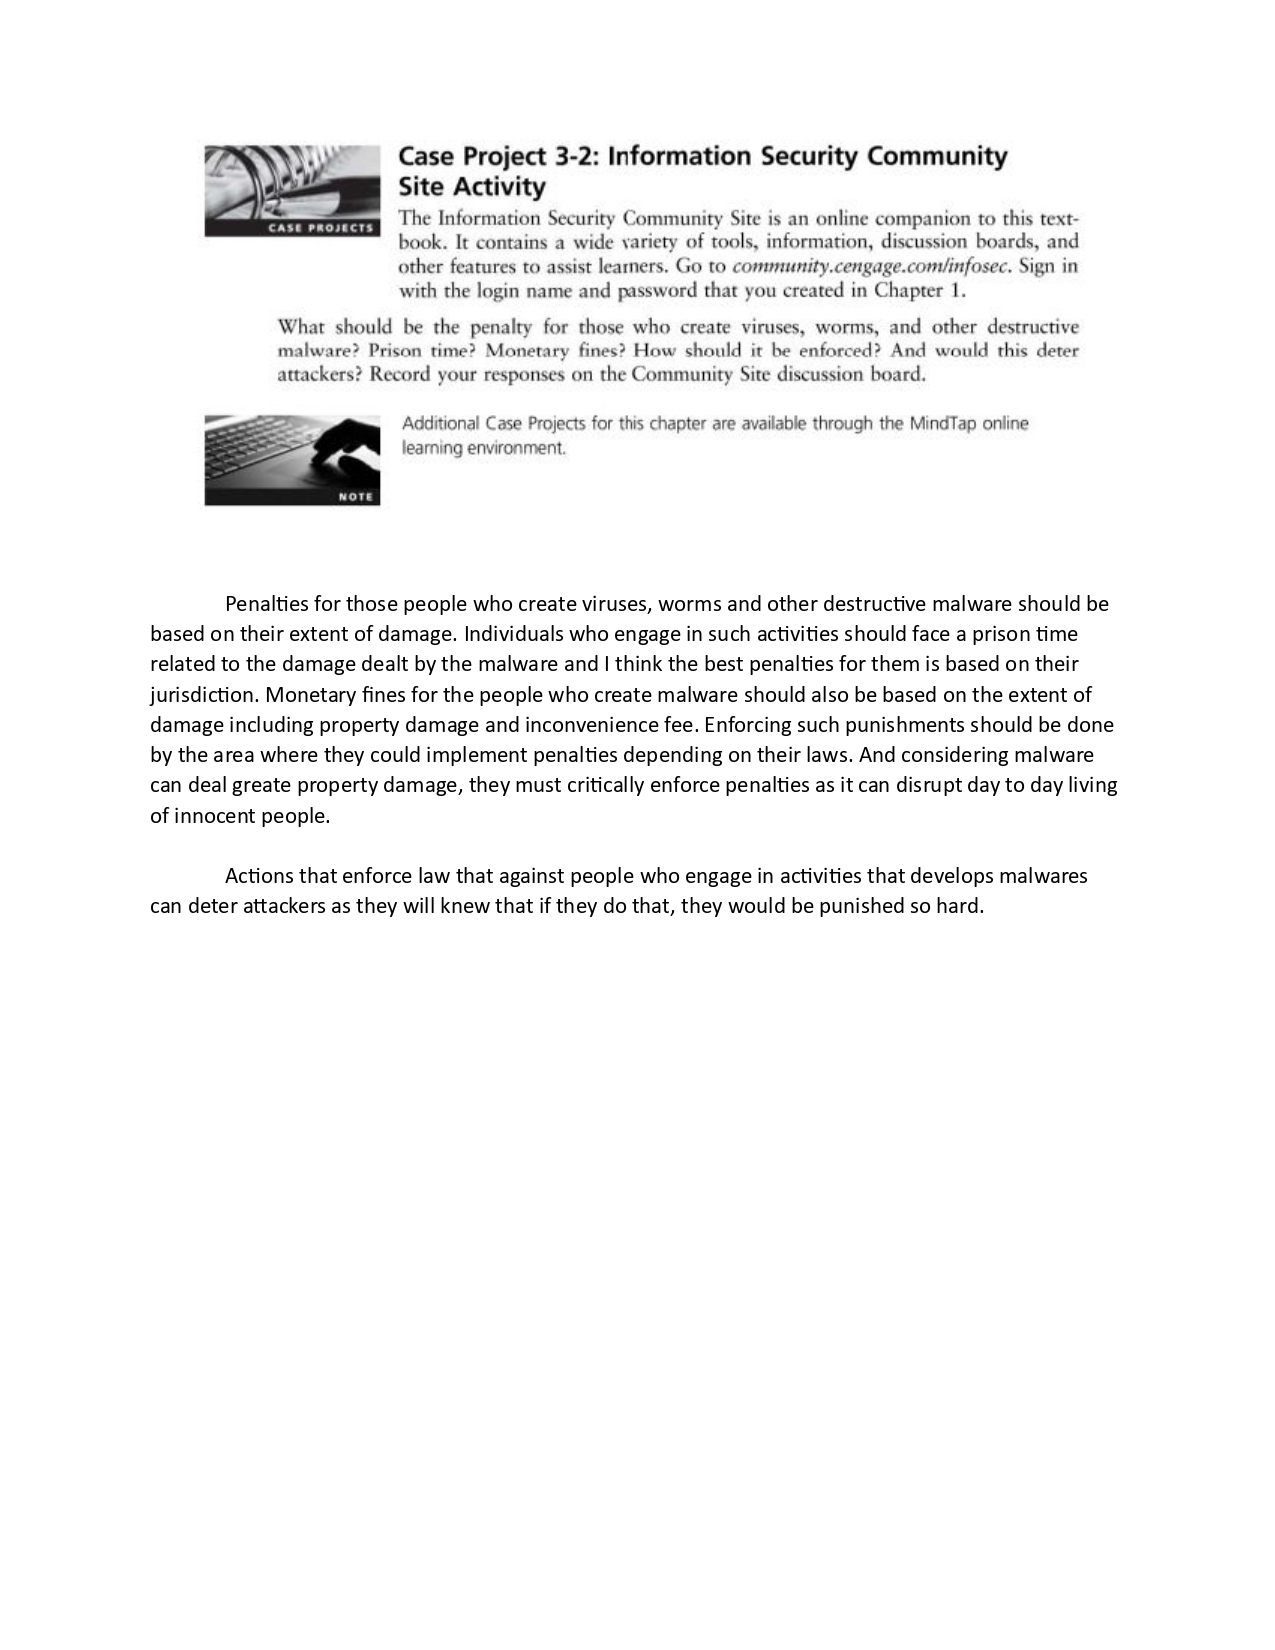 Case Project 3-2: Information Security Community
Site Activity
CASE PROJECTS
The Information Security Community Site is an online companion to this text-
book. It contains a wide variety of tools, information, discussion boards, and
other features to assist learners. Go to community.cengage.com/infosec. Sign in
with the login name and password that you created in Chapter 1.
What should be the penalty for those who create viruses, worms, and other destructive
malware? Prison time? Monetary fines? How should it be enforced? And would this deter
attackers? Record your responses on the Community Site discussion board.
Additional Case Projects for this chapter are available through the MindTap online
learning environment.
NOTE
Penalties for those people who create viruses, worms and other destructive malware should be
based on their extent of damage. Individuals who engage in such activities should face a prison time
related to the damage dealt by the malware and I think the best penalties for them is based on their
jurisdiction. Monetary fines for the people who create malware should also be based on the extent of
damage including property damage and inconvenience fee. Enforcing such punishments should be done
by the area where they could implement penalties depending on their laws. And considering malware
can deal greate property damage, they must critically enforce penalties as it can disrupt day to day living
of innocent people.
Actions that enforce law that against people who engage in activities that develops malwares
can deter attackers as they will knew that if they do that, they would be punished so hard.